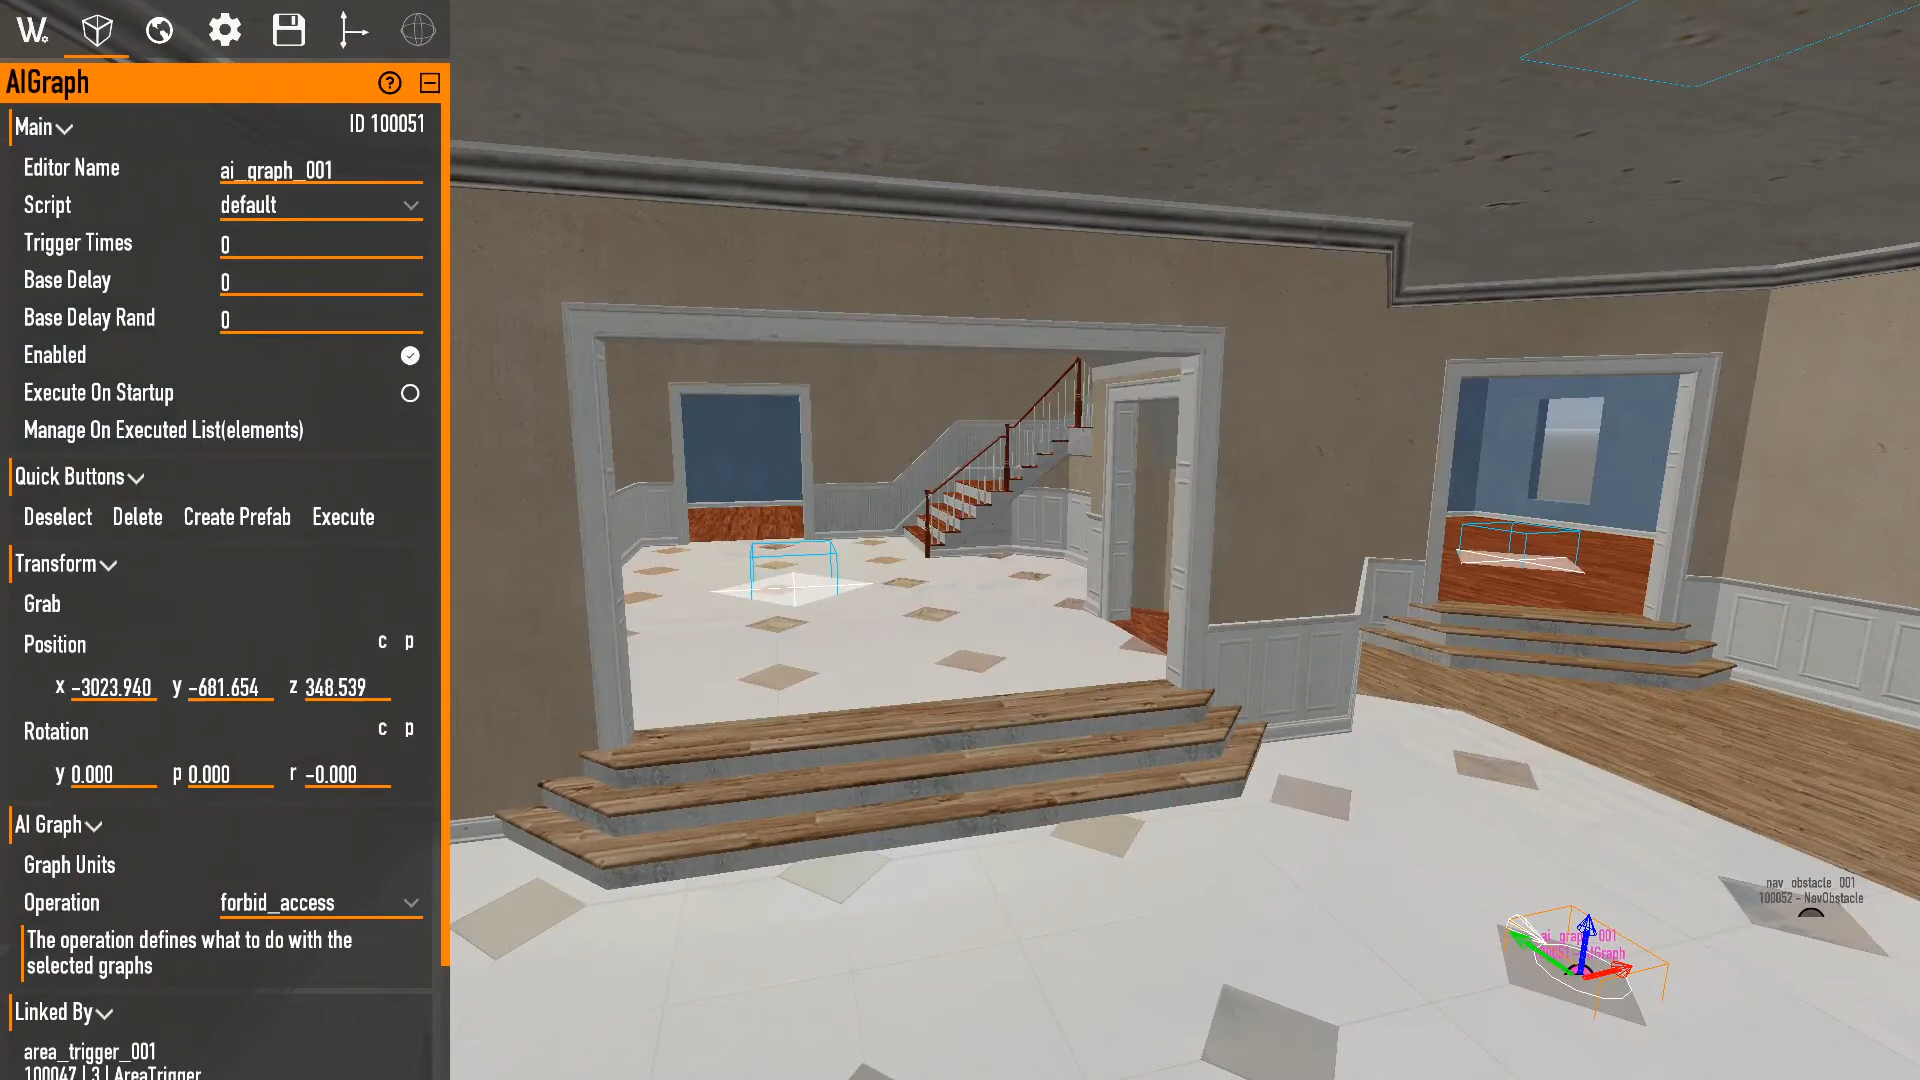 W
AIGraph
?
Main
ID 100051
Editor Name ai_graph_001
Script default
Trigger Times 0
Base Delay 0
Base Delay Rand 0
Enabled
Execute On Startup
Manage On Executed List(elements)
Quick Buttons
Deselect Delete Create Prefab Execute
Transform
Grab
Position c p
x -3023.940 y -681.654 z 348.539
Rotation c p
y 0.000 p 0.000 r -0.000
AI Graph
Graph Units
Operation forbid_access
The operation defines what to do with the
selected graphs
Linked By
area_trigger_001
100047 | 3 | AreaTrigger
nav_obstacle_001
100052 - NavObstacle
ai_graph_001